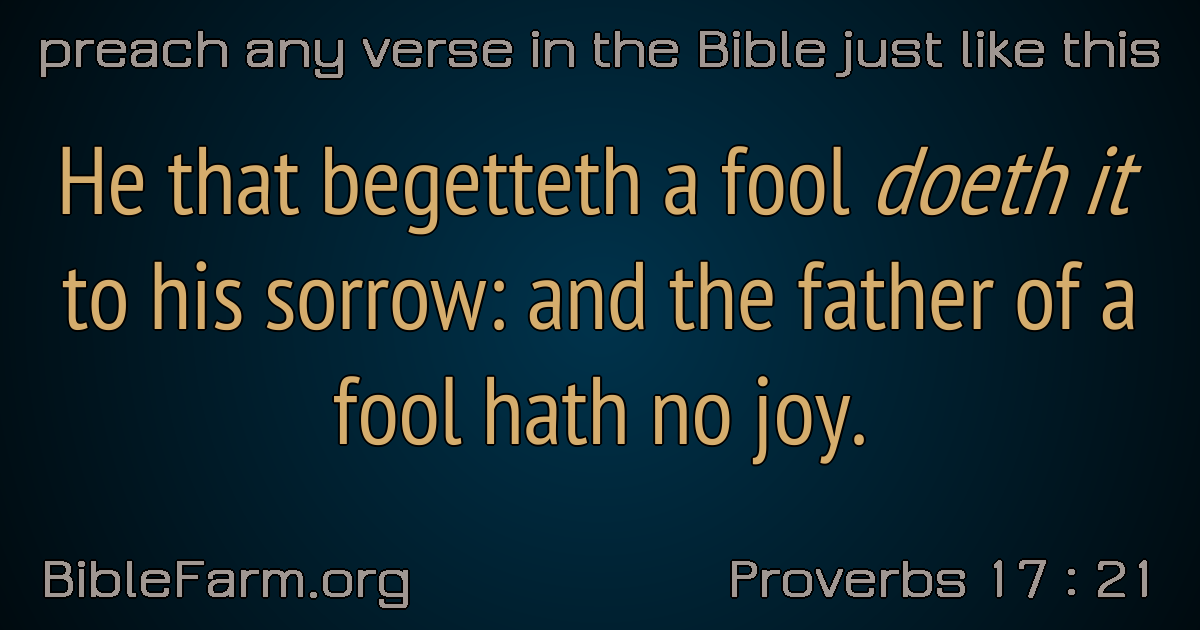 preach any verse in the Bible just like this
He that begetteth a fool doeth it
to his sorrow: and the father of a
fool hath no joy.
BibleFarm.org
Proverbs 17 : 21